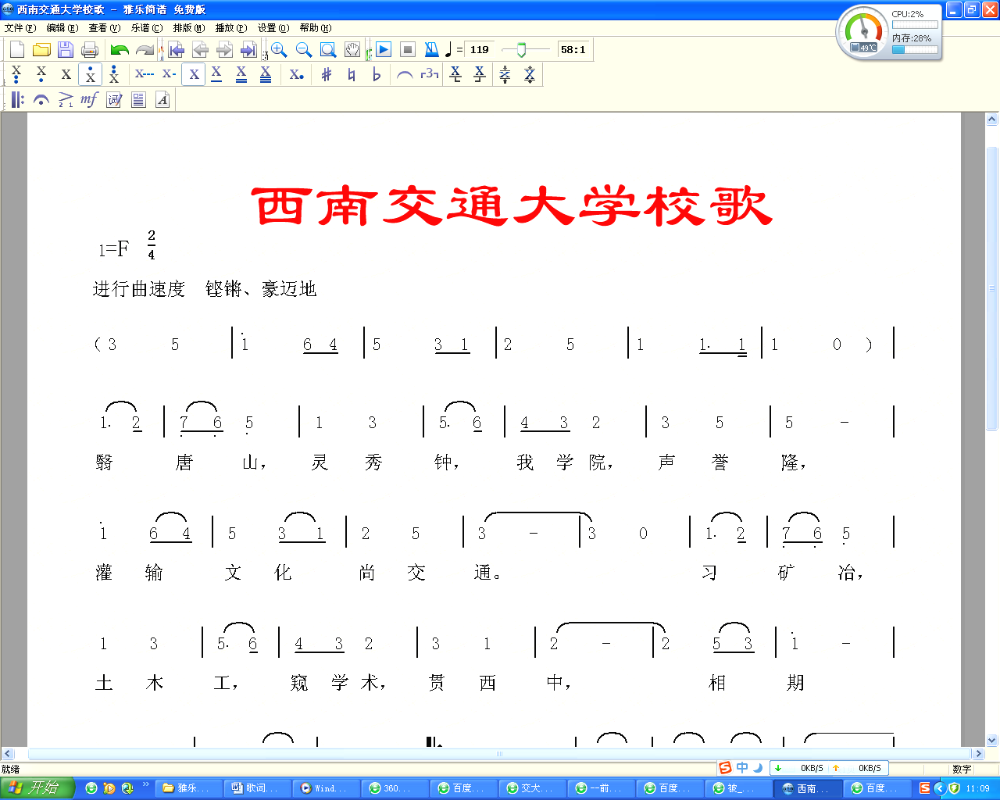 西南交通大学校歌 - 雅乐简谱 免费版
文件(F) 编辑(E) 查看(V) 乐谱(C) 排版(M) 播放(P) 设置(O) 帮助(H)
CPU:2%
内存:28%
49℃
119
58:1
西南交通大学校歌
1=F 2/4
进行曲速度 铿锵、豪迈地
( 3 5 | 1 6 4 | 5 3 1 | 2 5 | 1 1. 1 | 1 0 ) |
1. 2 | 7 6 5 | 1 3 | 5. 6 | 4 3 2 | 3 5 | 5 - |
翳 唐 山, 灵 秀 钟, 我 学 院, 声 誉 隆,
1 6 4 | 5 3 1 | 2 5 | 3 - | 3 0 | 1. 2 | 7 6 5 |
灌 输 文 化 尚 交 通。 习 矿 冶,
1 3 | 5. 6 | 4 3 2 | 3 1 | 2 - | 2 5 3 | 1 - |
土 木 工, 窥 学 术, 贯 西 中, 相 期
就绪
中
0KB/S
0KB/S
数字
开始
雅乐...
歌词...
Wind...
360...
百度...
交大...
--前...
百度...
被_...
西南...
百度...
11:09